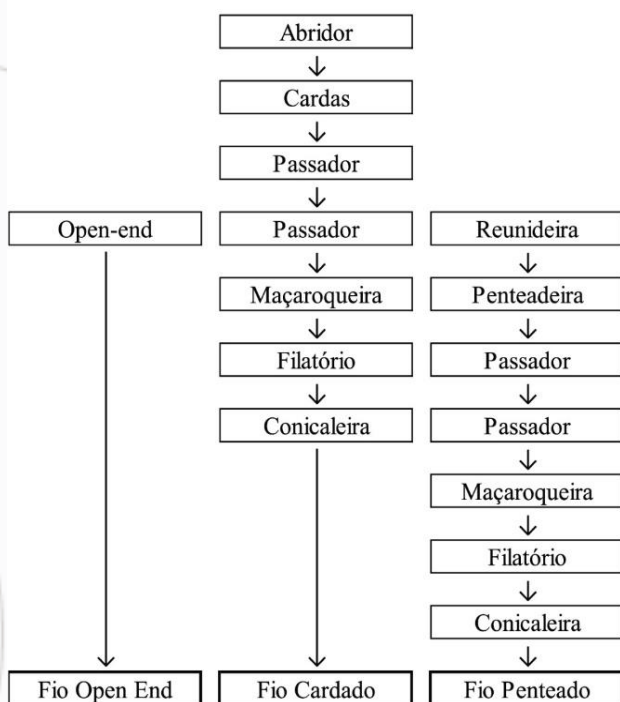 Abridor
Cardas
Passador
Open-end
Passador
Reunideira
Maçaroqueira
Penteadeira
Filatório
Passador
Conicaleira
Passador
Maçaroqueira
Filatório
Conicaleira
Fio Open End
Fio Cardado
Fio Penteado